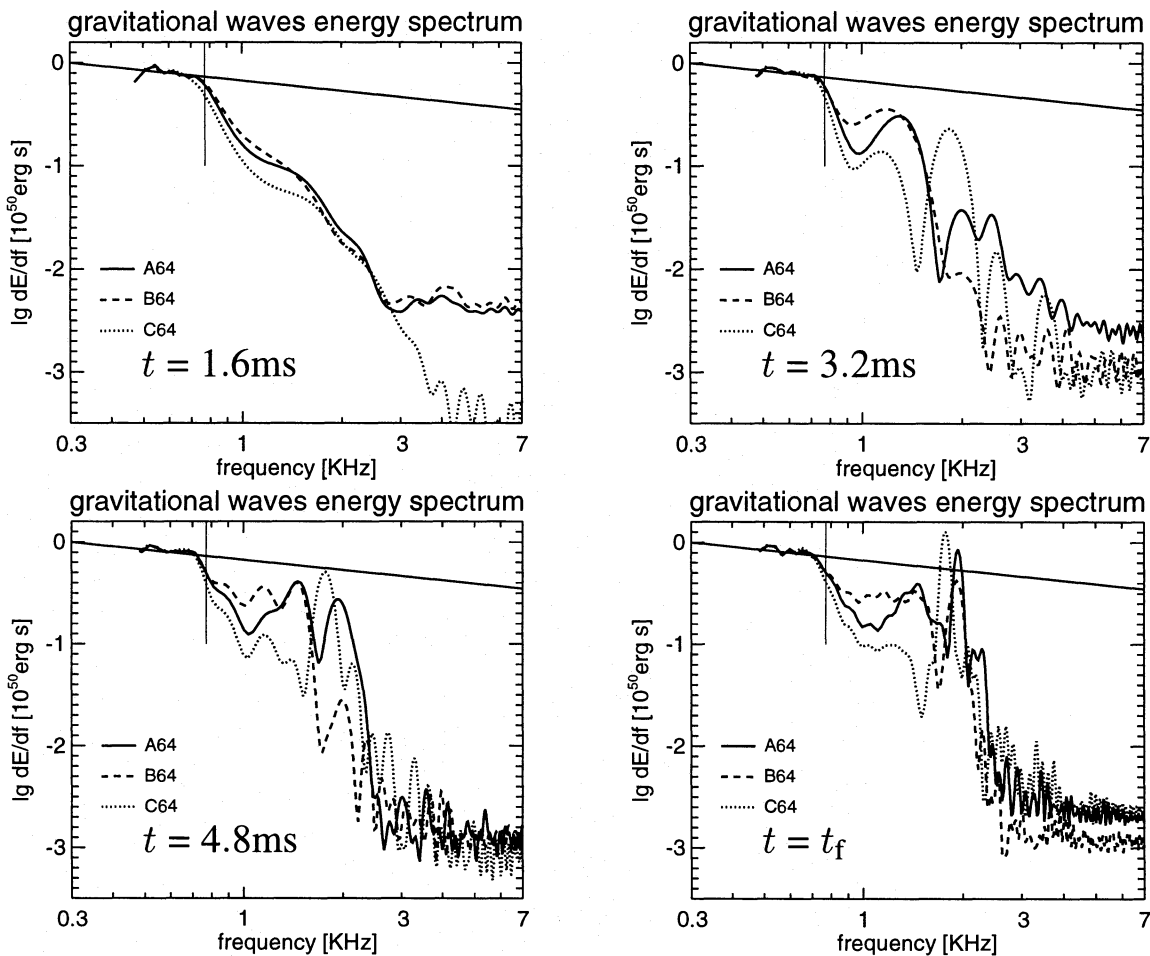 gravitational waves energy spectrum
lg dE/df [10^50 erg s]
0
-1
-2
-3
A64
B64
C64
t = 1.6ms
0.3 1 3 7
frequency [KHz]
gravitational waves energy spectrum
lg dE/df [10^50 erg s]
0
-1
-2
-3
A64
B64
C64
t = 3.2ms
0.3 1 3 7
frequency [KHz]
gravitational waves energy spectrum
lg dE/df [10^50 erg s]
0
-1
-2
-3
A64
B64
C64
t = 4.8ms
0.3 1 3 7
frequency [KHz]
gravitational waves energy spectrum
lg dE/df [10^50 erg s]
0
-1
-2
-3
A64
B64
C64
t = t_f
0.3 1 3 7
frequency [KHz]